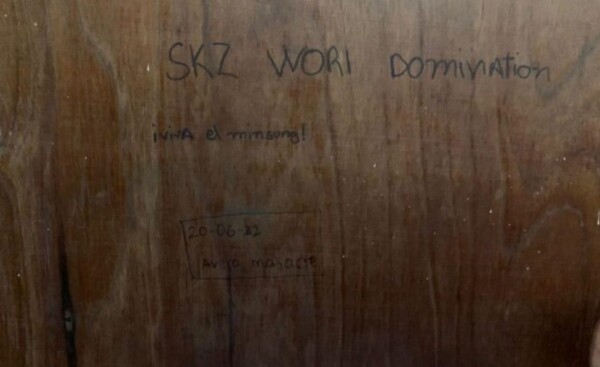 SKZ WORl DOMiNATiON
¡VIVA el minsung!
20-06-22